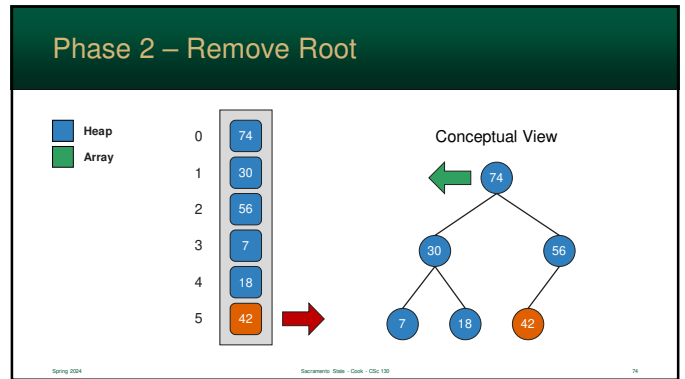 Phase 2 – Remove Root
Heap
Array
0 74
1 30
2 56
3 7
4 18
5 42
Conceptual View
74
30 56
7 18 42
Spring 2024 Sacramento State - Cook - CSc 130 74